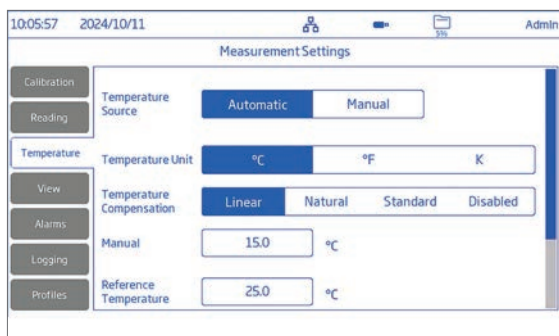 10:05:57 2024/10/11 5% Admin
Measurement Settings
Calibration
Reading
Temperature
View
Alarms
Logging
Profiles
Temperature
Source
Automatic Manual
Temperature Unit °C °F K
Temperature
Compensation
Linear Natural Standard Disabled
Manual 15.0 °C
Reference
Temperature
25.0 °C